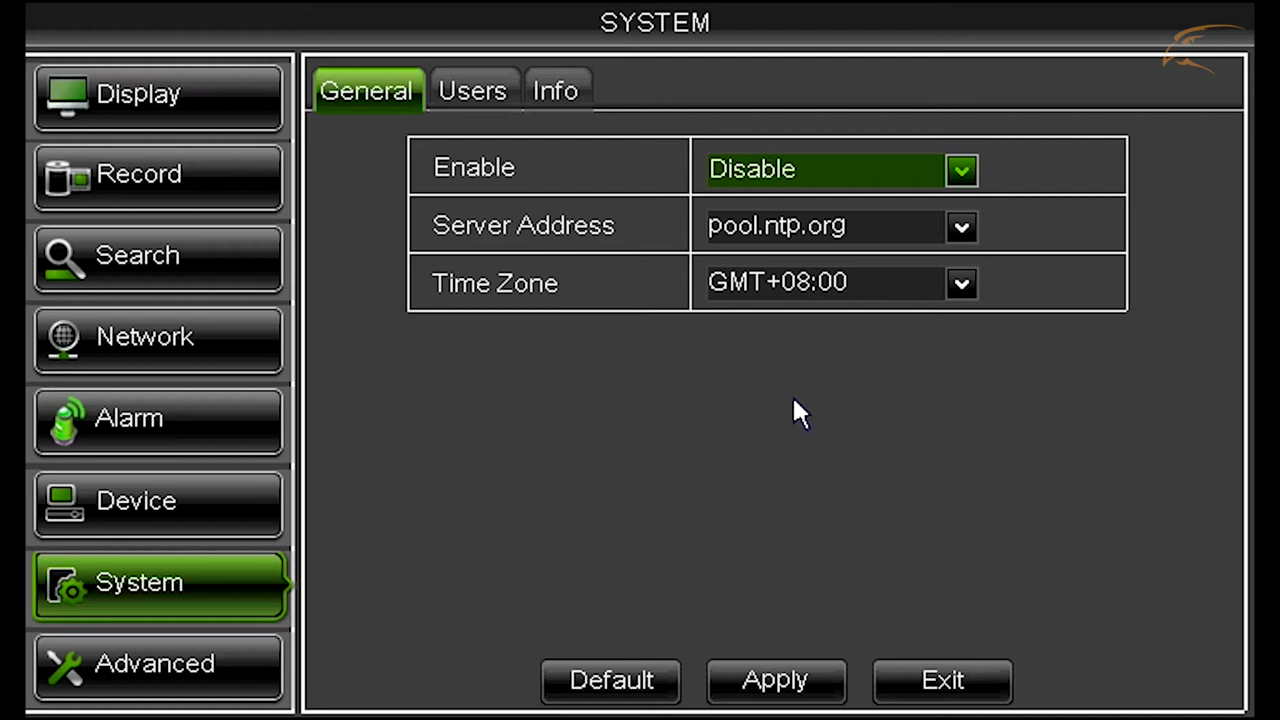 SYSTEM
Display
Record
Search
Network
Alarm
Device
System
Advanced
General Users Info
Enable Disable
Server Address pool.ntp.org
Time Zone GMT+08:00
Default Apply Exit